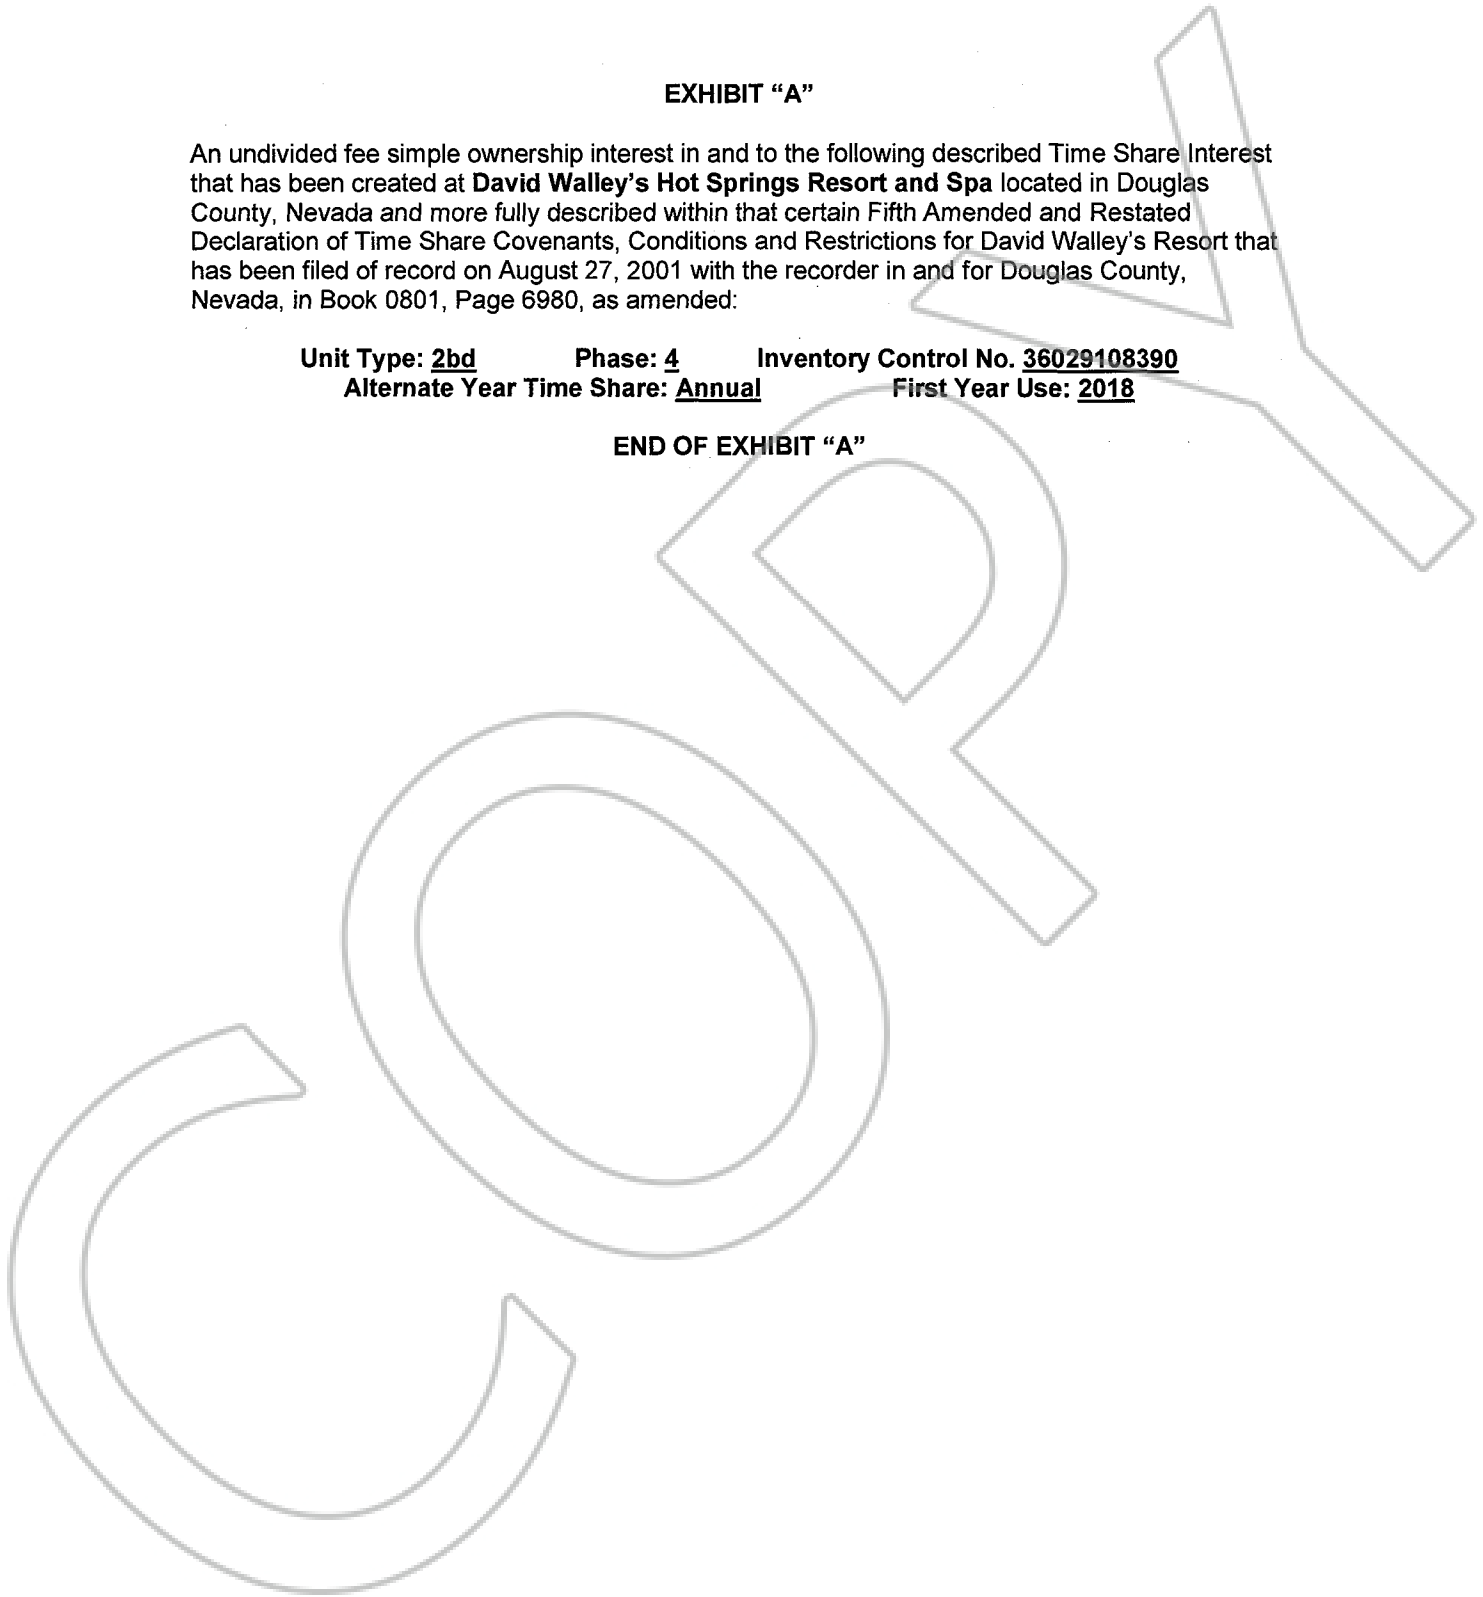 EXHIBIT “A”
An undivided fee simple ownership interest in and to the following described Time Share Interest
that has been created at David Walley’s Hot Springs Resort and Spa located in Douglas
County, Nevada and more fully described within that certain Fifth Amended and Restated
Declaration of Time Share Covenants, Conditions and Restrictions for David Walley’s Resort that
has been filed of record on August 27, 2001 with the recorder in and for Douglas County,
Nevada, in Book 0801, Page 6980, as amended:
Unit Type: 2bd Phase: 4 Inventory Control No. 36029108390
Alternate Year Time Share: Annual First Year Use: 2018
END OF EXHIBIT “A”
COPY